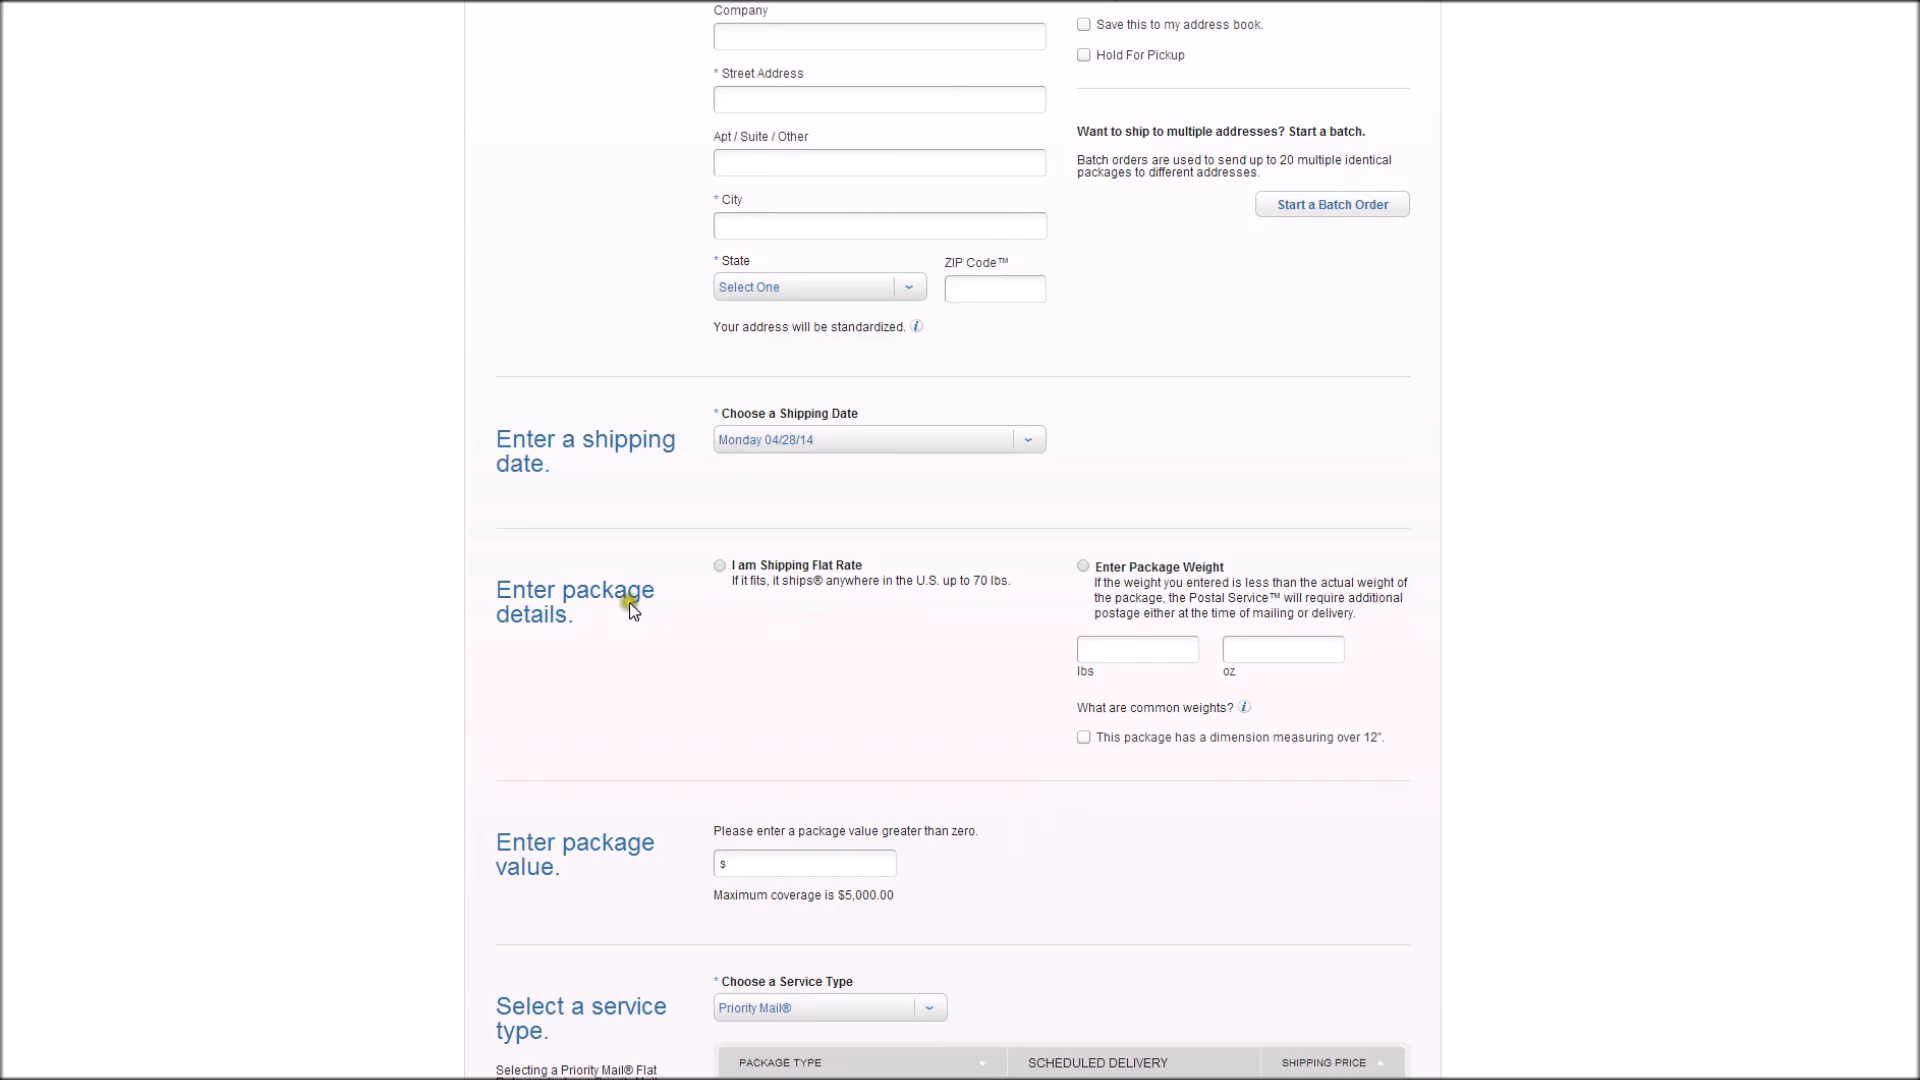 Company
Save this to my address book.
Hold For Pickup
* Street Address
Apt / Suite / Other
Want to ship to multiple addresses? Start a batch.
Batch orders are used to send up to 20 multiple identical
packages to different addresses.
Start a Batch Order
* City
* State
ZIP Code™
Select One
Your address will be standardized. i
Enter a shipping
date.
* Choose a Shipping Date
Monday 04/28/14
Enter package
details.
I am Shipping Flat Rate
If it fits, it ships® anywhere in the U.S. up to 70 lbs.
Enter Package Weight
If the weight you entered is less than the actual weight of
the package, the Postal Service™ will require additional
postage either at the time of mailing or delivery.
lbs
oz
What are common weights? i
This package has a dimension measuring over 12".
Enter package
value.
Please enter a package value greater than zero.
$
Maximum coverage is $5,000.00
Select a service
type.
* Choose a Service Type
Priority Mail®
PACKAGE TYPE
SCHEDULED DELIVERY
SHIPPING PRICE
Selecting a Priority Mail® Flat